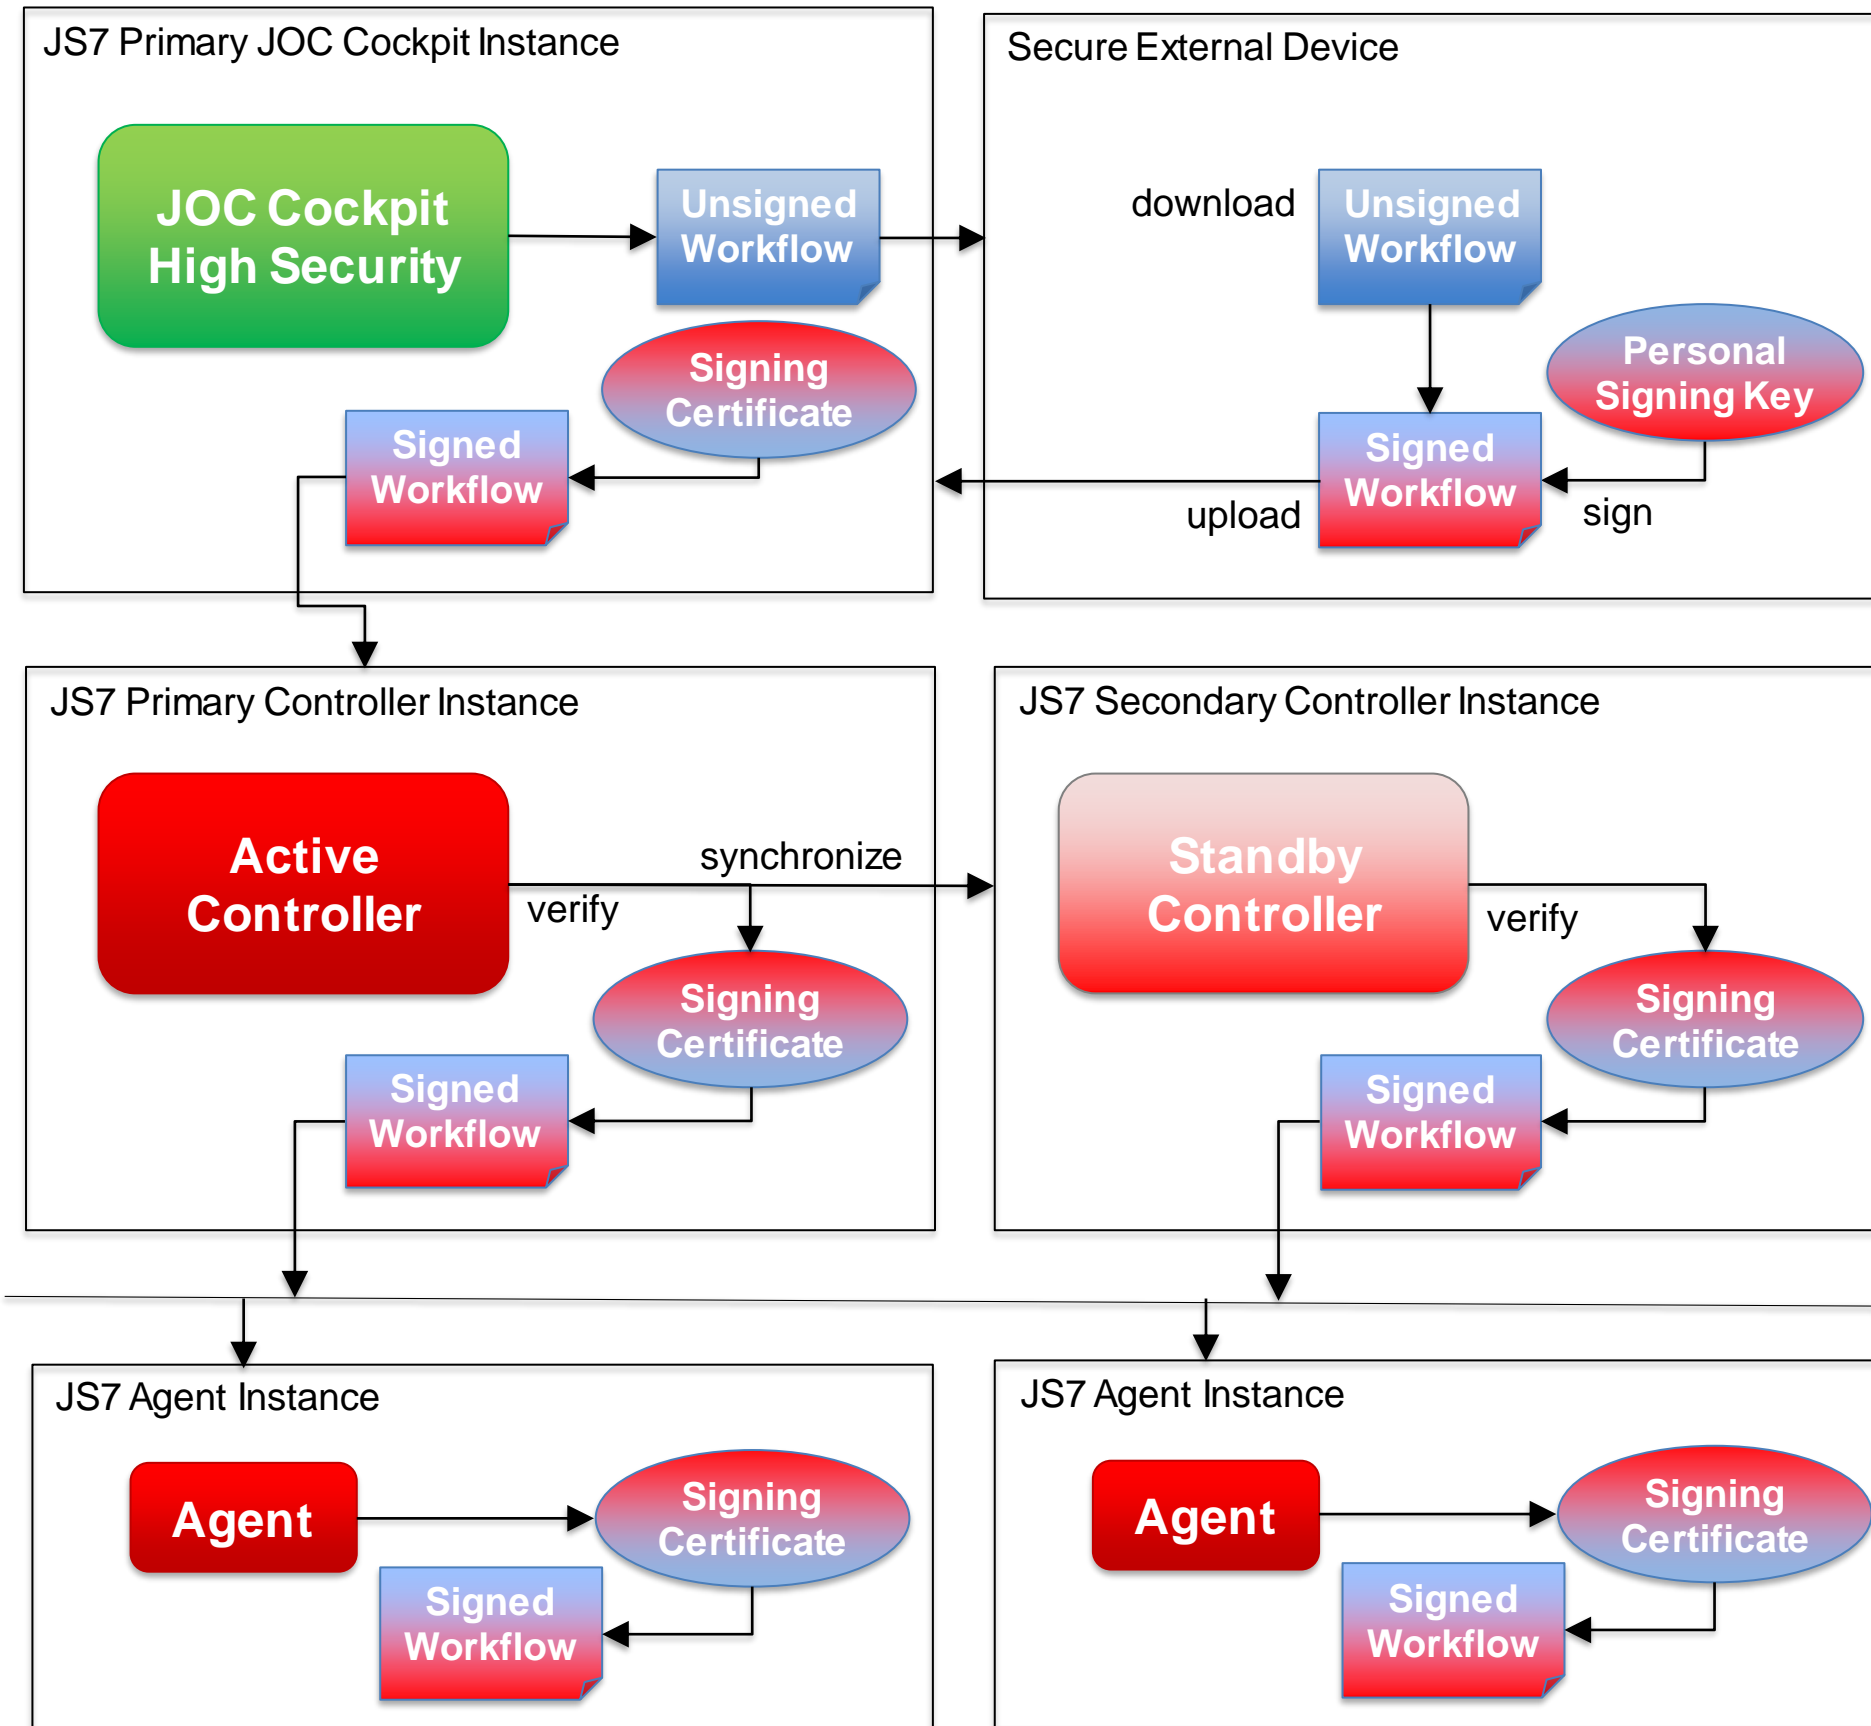 JS7 Primary JOC Cockpit Instance
JOC Cockpit
High Security
Unsigned
Workflow
Signing
Certificate
Signed
Workflow
Secure External Device
download
Unsigned
Workflow
Personal
Signing Key
Signed
Workflow
upload
sign
JS7 Primary Controller Instance
Active
Controller
synchronize
verify
Signing
Certificate
Signed
Workflow
JS7 Secondary Controller Instance
Standby
Controller
verify
Signing
Certificate
Signed
Workflow
JS7 Agent Instance
Agent
Signing
Certificate
Signed
Workflow
JS7 Agent Instance
Agent
Signing
Certificate
Signed
Workflow